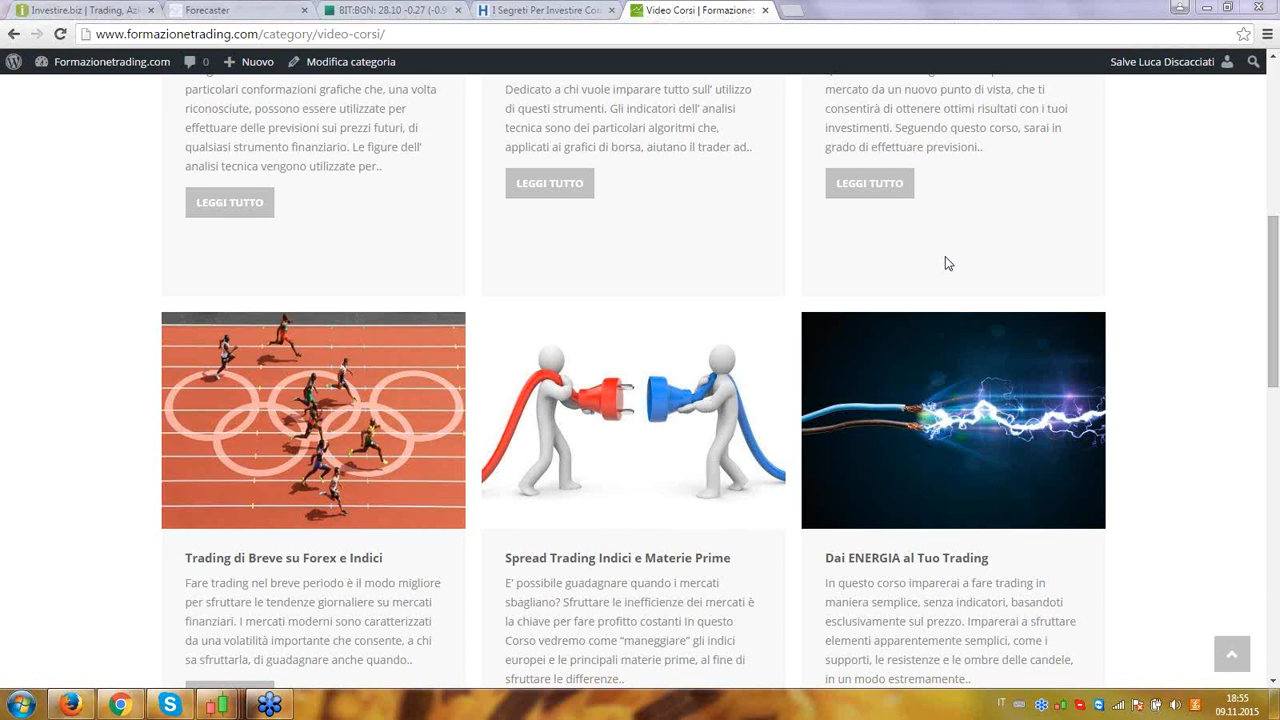 Investire.biz | Trading, Azi
Forecaster
BIT:BGN: 28.10 -0.27 (-0.9
I Segreti Per Investire Con
Video Corsi | Formazionet
www.formazionetrading.com/category/video-corsi/
Formazionetrading.com
0
Nuovo
Modifica categoria
Salve Luca Discacciati
particolari conformazioni grafiche che, una volta
riconosciute, possono essere utilizzate per
effettuare delle previsioni sui prezzi futuri, di
qualsiasi strumento finanziario. Le figure dell’
analisi tecnica vengono utilizzate per..
LEGGI TUTTO
Dedicato a chi vuole imparare tutto sull’ utilizzo
di questi strumenti. Gli indicatori dell’ analisi
tecnica sono dei particolari algoritmi che,
applicati ai grafici di borsa, aiutano il trader ad..
LEGGI TUTTO
mercato da un nuovo punto di vista, che ti
consentirà di ottenere ottimi risultati con i tuoi
investimenti. Seguendo questo corso, sarai in
grado di effettuare previsioni..
LEGGI TUTTO
Trading di Breve su Forex e Indici
Fare trading nel breve periodo è il modo migliore
per sfruttare le tendenze giornaliere su mercati
finanziari. I mercati moderni sono caratterizzati
da una volatilità importante che consente, a chi
sa sfruttarla, di guadagnare anche quando..
Spread Trading Indici e Materie Prime
E’ possibile guadagnare quando i mercati
sbagliano? Sfruttare le inefficienze dei mercati è
la chiave per fare profitto costanti In questo
Corso vedremo come “maneggiare” gli indici
europei e le principali materie prime, al fine di
sfruttare le differenze..
Dai ENERGIA al Tuo Trading
In questo corso imparerai a fare trading in
maniera semplice, senza indicatori, basandoti
esclusivamente sul prezzo. Imparerai a sfruttare
elementi apparentemente semplici, come i
supporti, le resistenze e le ombre delle candele,
in un modo estremamente..
IT
18:55
09.11.2015